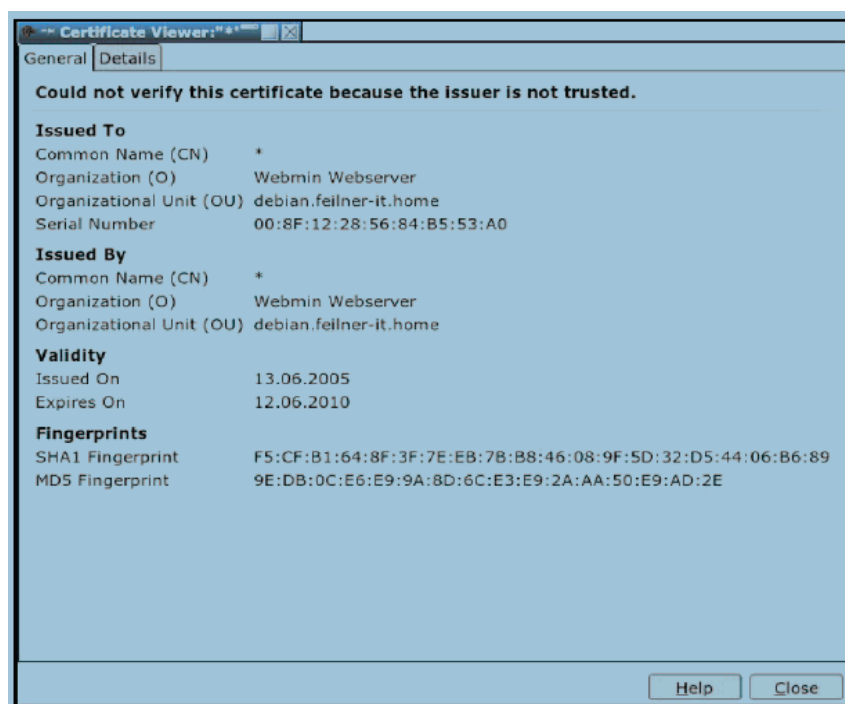 Certificate Viewer:"*"
General Details
Could not verify this certificate because the issuer is not trusted.
Issued To
Common Name (CN) *
Organization (O) Webmin Webserver
Organizational Unit (OU) debian.feilner-it.home
Serial Number 00:8F:12:28:56:84:B5:53:A0
Issued By
Common Name (CN) *
Organization (O) Webmin Webserver
Organizational Unit (OU) debian.feilner-it.home
Validity
Issued On 13.06.2005
Expires On 12.06.2010
Fingerprints
SHA1 Fingerprint F5:CF:B1:64:8F:3F:7E:EB:7B:B8:46:08:9F:5D:32:D5:44:06:B6:89
MD5 Fingerprint 9E:DB:0C:E6:E9:9A:8D:6C:E3:E9:2A:AA:50:E9:AD:2E
Help Close